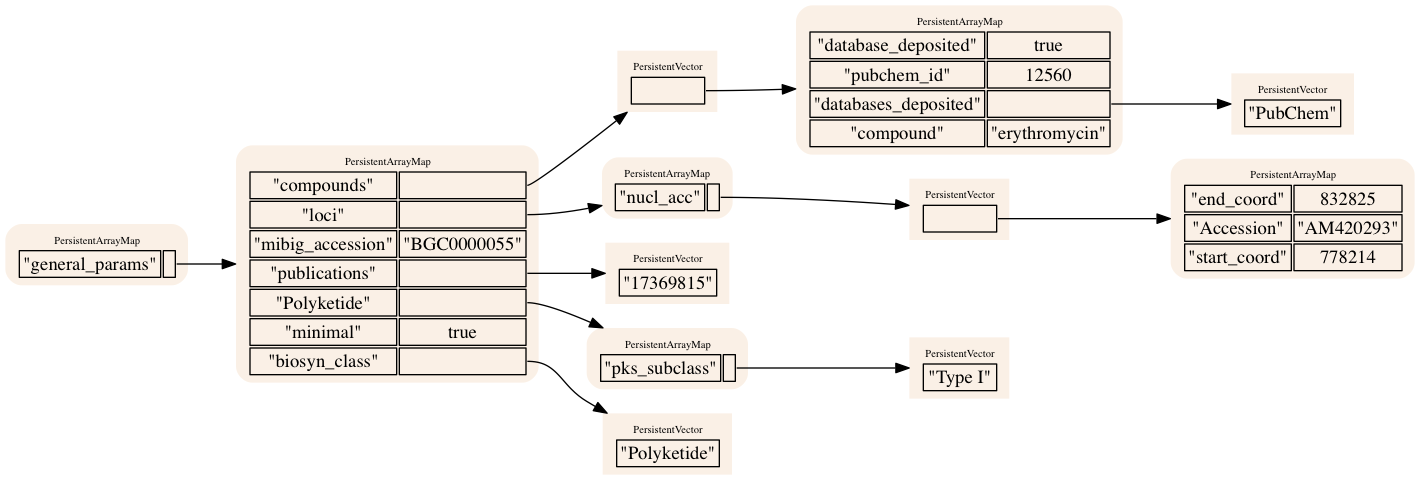 PersistentArrayMap
"general_params"
PersistentArrayMap
"compounds"
"loci"
"mibig_accession" "BGC0000055"
"publications"
"Polyketide"
"minimal" true
"biosyn_class"
PersistentVector
PersistentArrayMap
"database_deposited" true
"pubchem_id" 12560
"databases_deposited"
"compound" "erythromycin"
PersistentVector
"PubChem"
PersistentArrayMap
"nucl_acc"
PersistentVector
PersistentArrayMap
"end_coord" 832825
"Accession" "AM420293"
"start_coord" 778214
PersistentVector
"17369815"
PersistentArrayMap
"pks_subclass"
PersistentVector
"Type I"
PersistentVector
"Polyketide"